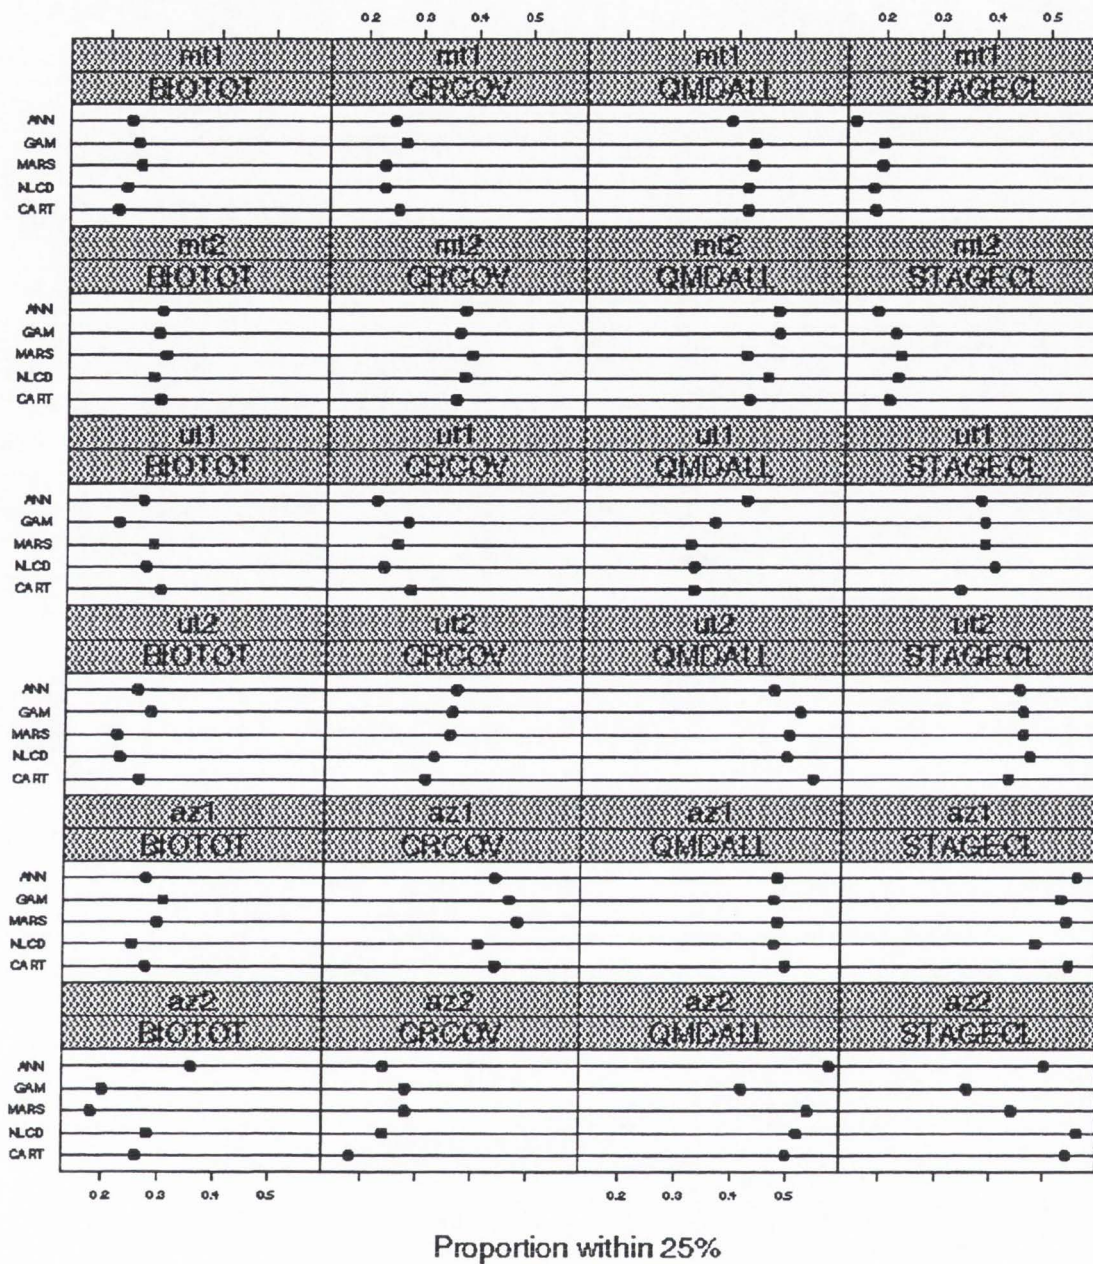 0.2 0.3 0.4 0.5 0.2 0.3 0.4 0.5
mt1 mt1 mt1 mt1
BIOTOT CRCOV QMDALL STAGECL
ANN
GAM
MARS
NLCD
CART
mt2 mt2 mt2 mt2
BIOTOT CRCOV QMDALL STAGECL
ANN
GAM
MARS
NLCD
CART
ut1 ut1 ut1 ut1
BIOTOT CRCOV QMDALL STAGECL
ANN
GAM
MARS
NLCD
CART
ut2 ut2 ut2 ut2
BIOTOT CRCOV QMDALL STAGECL
ANN
GAM
MARS
NLCD
CART
az1 az1 az1 az1
BIOTOT CRCOV QMDALL STAGECL
ANN
GAM
MARS
NLCD
CART
az2 az2 az2 az2
BIOTOT CRCOV QMDALL STAGECL
ANN
GAM
MARS
NLCD
CART
0.2 0.3 0.4 0.5 0.2 0.3 0.4 0.5
Proportion within 25%